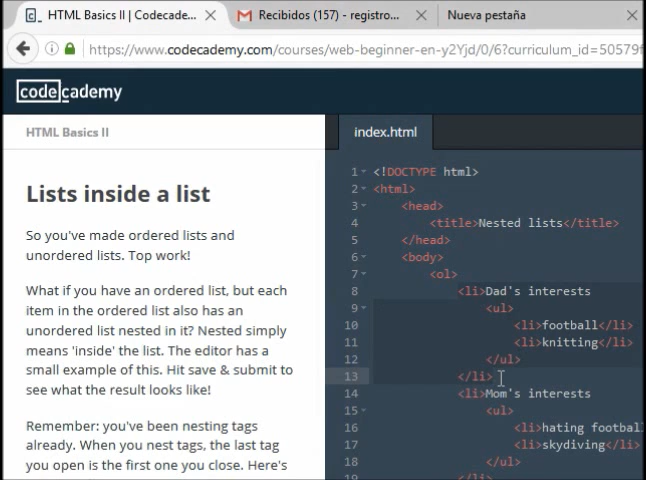 HTML Basics II | Codecade...
Recibidos (157) - registro...
Nueva pestaña
https://www.codecademy.com/courses/web-beginner-en-y2Yjd/0/6?curriculum_id=50579f
codecademy
HTML Basics II
Lists inside a list
So you've made ordered lists and
unordered lists. Top work!
What if you have an ordered list, but each
item in the ordered list also has an
unordered list nested in it? Nested simply
means 'inside' the list. The editor has a
small example of this. Hit save & submit to
see what the result looks like!
Remember: you've been nesting tags
already. When you nest tags, the last tag
you open is the first one you close. Here's
index.html
1 <!DOCTYPE html>
2 <html>
3 <head>
4 <title>Nested lists</title>
5 </head>
6 <body>
7 <ol>
8 <li>Dad's interests
9 <ul>
10 <li>football</li>
11 <li>knitting</li>
12 </ul>
13 </li>
14 <li>Mom's interests
15 <ul>
16 <li>hating football
17 <li>skydiving</li>
18 </ul>
19 </li>